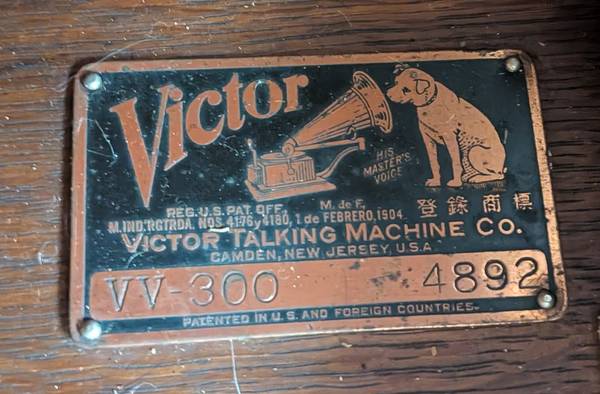 Victor
HIS
MASTER'S
VOICE
REG. U.S. PAT. OFF. M. de F.
M. IND. RGTRDA. NOS. 4176 y 4180, 1. de FEBRERO, 1904.
登錄商標
VICTOR TALKING MACHINE CO.
CAMDEN, NEW JERSEY, U.S.A.
VV-300 4892
PATENTED IN U.S. AND FOREIGN COUNTRIES.